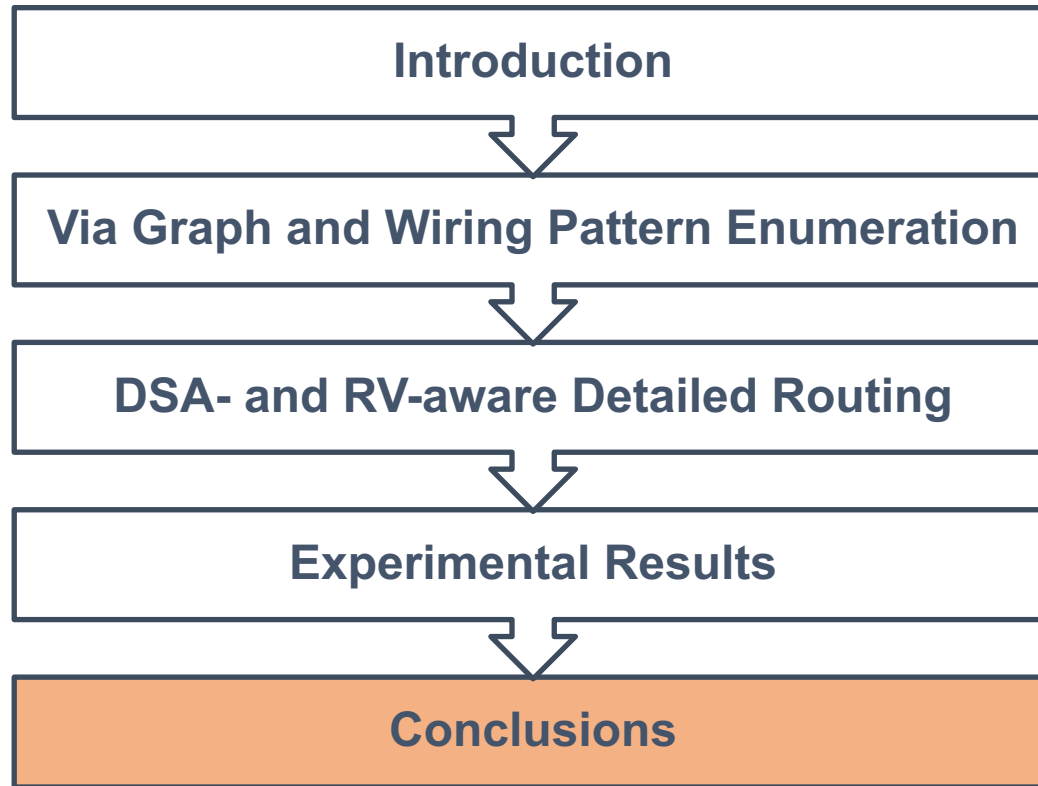 Introduction
Via Graph and Wiring Pattern Enumeration
DSA- and RV-aware Detailed Routing
Experimental Results
Conclusions